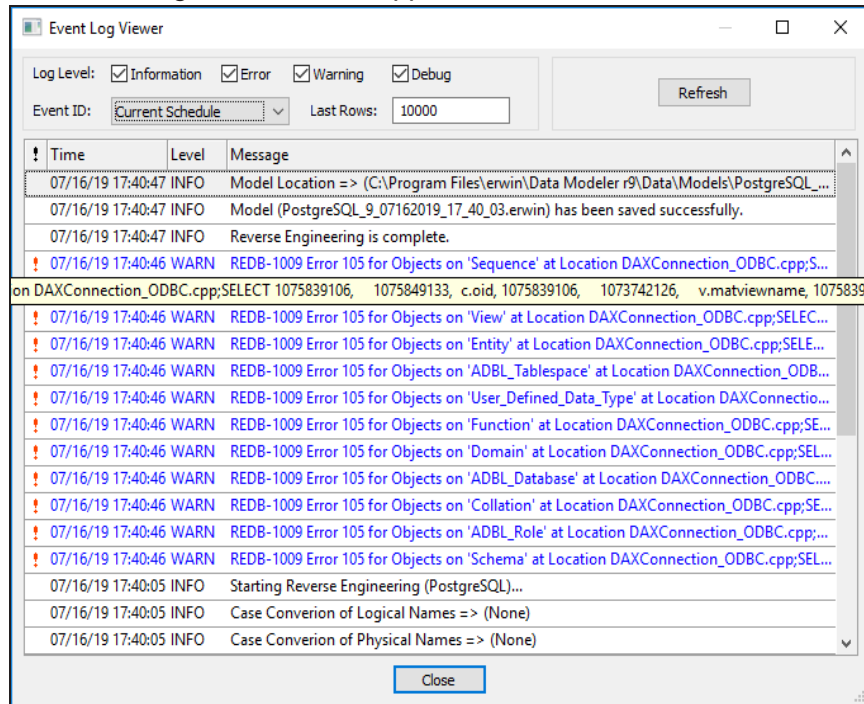 Event Log Viewer
Log Level: Information Error Warning Debug
Refresh
Event ID: Current Schedule Last Rows: 10000
! Time Level Message
07/16/19 17:40:47 INFO Model Location => (C:\Program Files\erwin\Data Modeler r9\Data\Models\PostgreSQL_...
07/16/19 17:40:47 INFO Model (PostgreSQL_9_07162019_17_40_03.erwin) has been saved successfully.
07/16/19 17:40:47 INFO Reverse Engineering is complete.
! 07/16/19 17:40:46 WARN REDB-1009 Error 105 for Objects on 'Sequence' at Location DAXConnection_ODBC.cpp;S...
on DAXConnection_ODBC.cpp;SELECT 1075839106, 1075849133, c.oid, 1075839106, 1073742126, v.matviewname, 1075839
! 07/16/19 17:40:46 WARN REDB-1009 Error 105 for Objects on 'View' at Location DAXConnection_ODBC.cpp;SELEC...
! 07/16/19 17:40:46 WARN REDB-1009 Error 105 for Objects on 'Entity' at Location DAXConnection_ODBC.cpp;SELE...
! 07/16/19 17:40:46 WARN REDB-1009 Error 105 for Objects on 'ADBL_Tablespace' at Location DAXConnection_ODB...
! 07/16/19 17:40:46 WARN REDB-1009 Error 105 for Objects on 'User_Defined_Data_Type' at Location DAXConnectio...
! 07/16/19 17:40:46 WARN REDB-1009 Error 105 for Objects on 'Function' at Location DAXConnection_ODBC.cpp;SE...
! 07/16/19 17:40:46 WARN REDB-1009 Error 105 for Objects on 'Domain' at Location DAXConnection_ODBC.cpp;SEL...
! 07/16/19 17:40:46 WARN REDB-1009 Error 105 for Objects on 'ADBL_Database' at Location DAXConnection_ODBC....
! 07/16/19 17:40:46 WARN REDB-1009 Error 105 for Objects on 'Collation' at Location DAXConnection_ODBC.cpp;SE...
! 07/16/19 17:40:46 WARN REDB-1009 Error 105 for Objects on 'ADBL_Role' at Location DAXConnection_ODBC.cpp;...
! 07/16/19 17:40:46 WARN REDB-1009 Error 105 for Objects on 'Schema' at Location DAXConnection_ODBC.cpp;SEL...
07/16/19 17:40:05 INFO Starting Reverse Engineering (PostgreSQL)...
07/16/19 17:40:05 INFO Case Converion of Logical Names => (None)
07/16/19 17:40:05 INFO Case Converion of Physical Names => (None)
Close